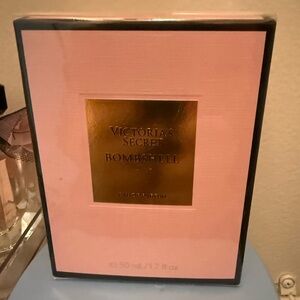 VICTORIA'S
SECRET
BOMBSHELL
50 mL / 1.7 fl oz